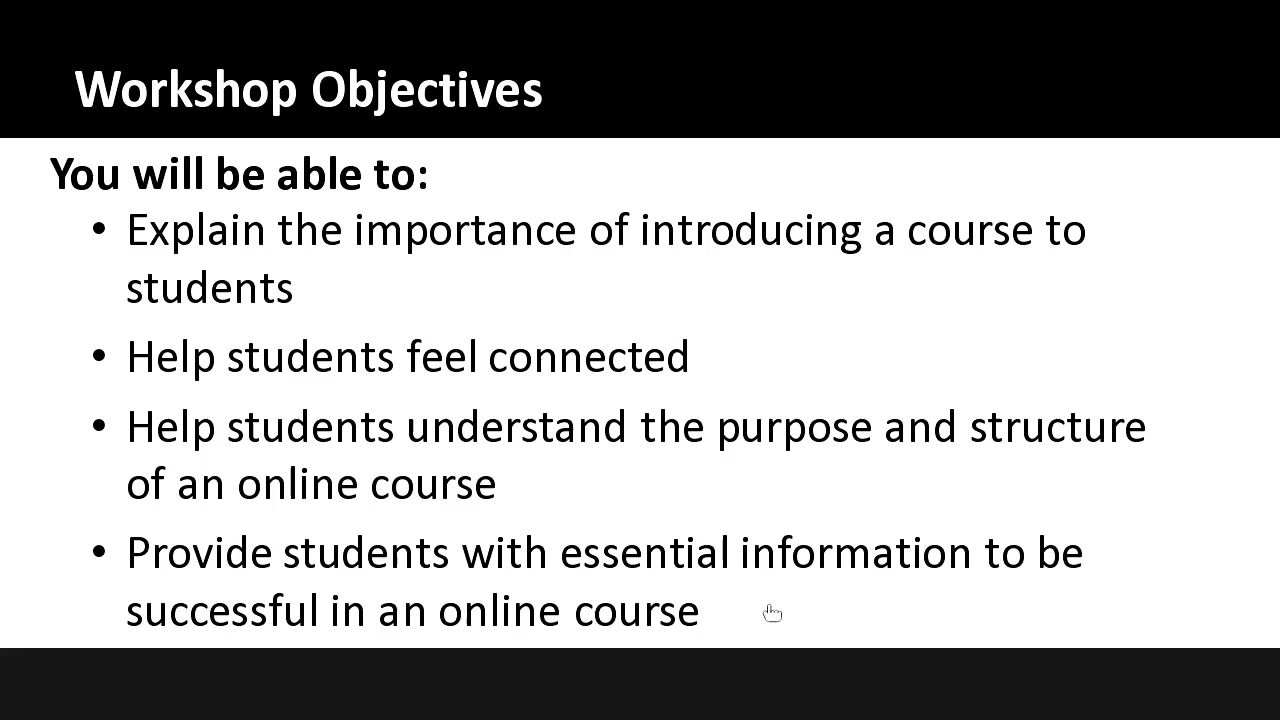 Workshop Objectives
You will be able to:
• Explain the importance of introducing a course to
students
• Help students feel connected
• Help students understand the purpose and structure
of an online course
• Provide students with essential information to be
successful in an online course